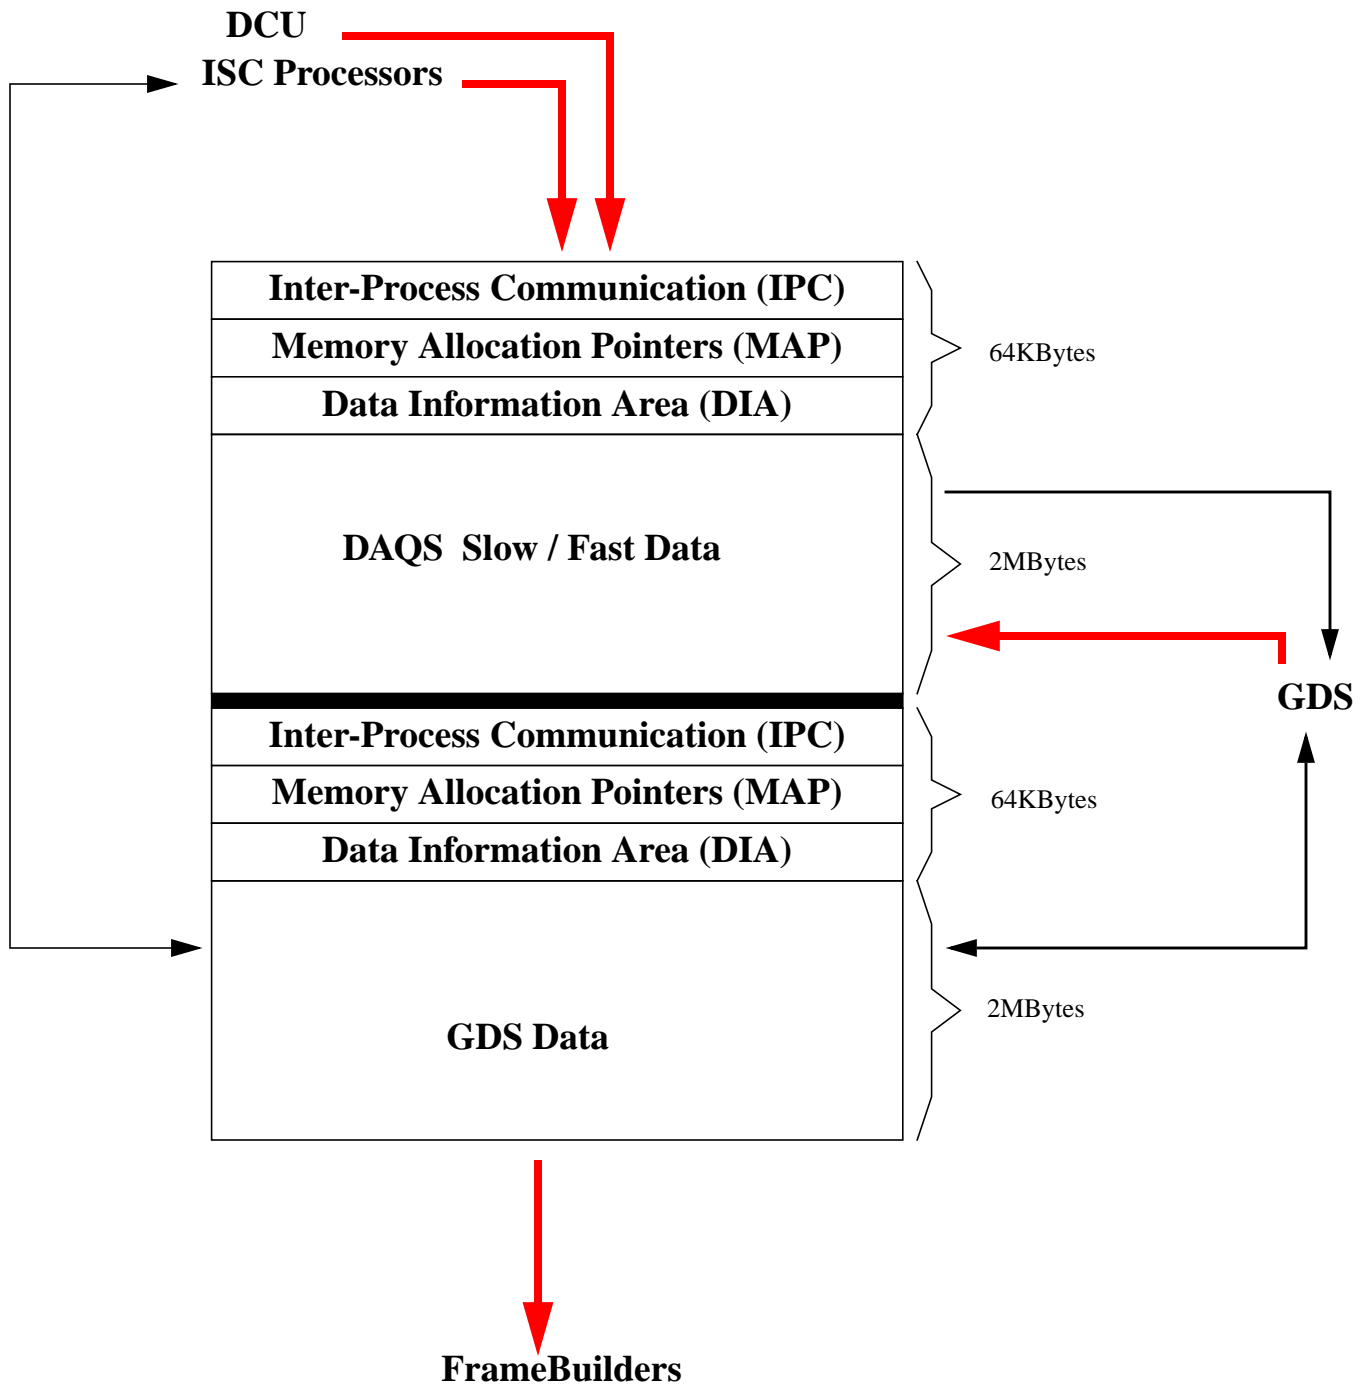 DCU
ISC Processors
Inter-Process Communication (IPC)
Memory Allocation Pointers (MAP)
64KBytes
Data Information Area (DIA)
DAQS Slow / Fast Data
2MBytes
GDS
Inter-Process Communication (IPC)
Memory Allocation Pointers (MAP)
64KBytes
Data Information Area (DIA)
2MBytes
GDS Data
FrameBuilders